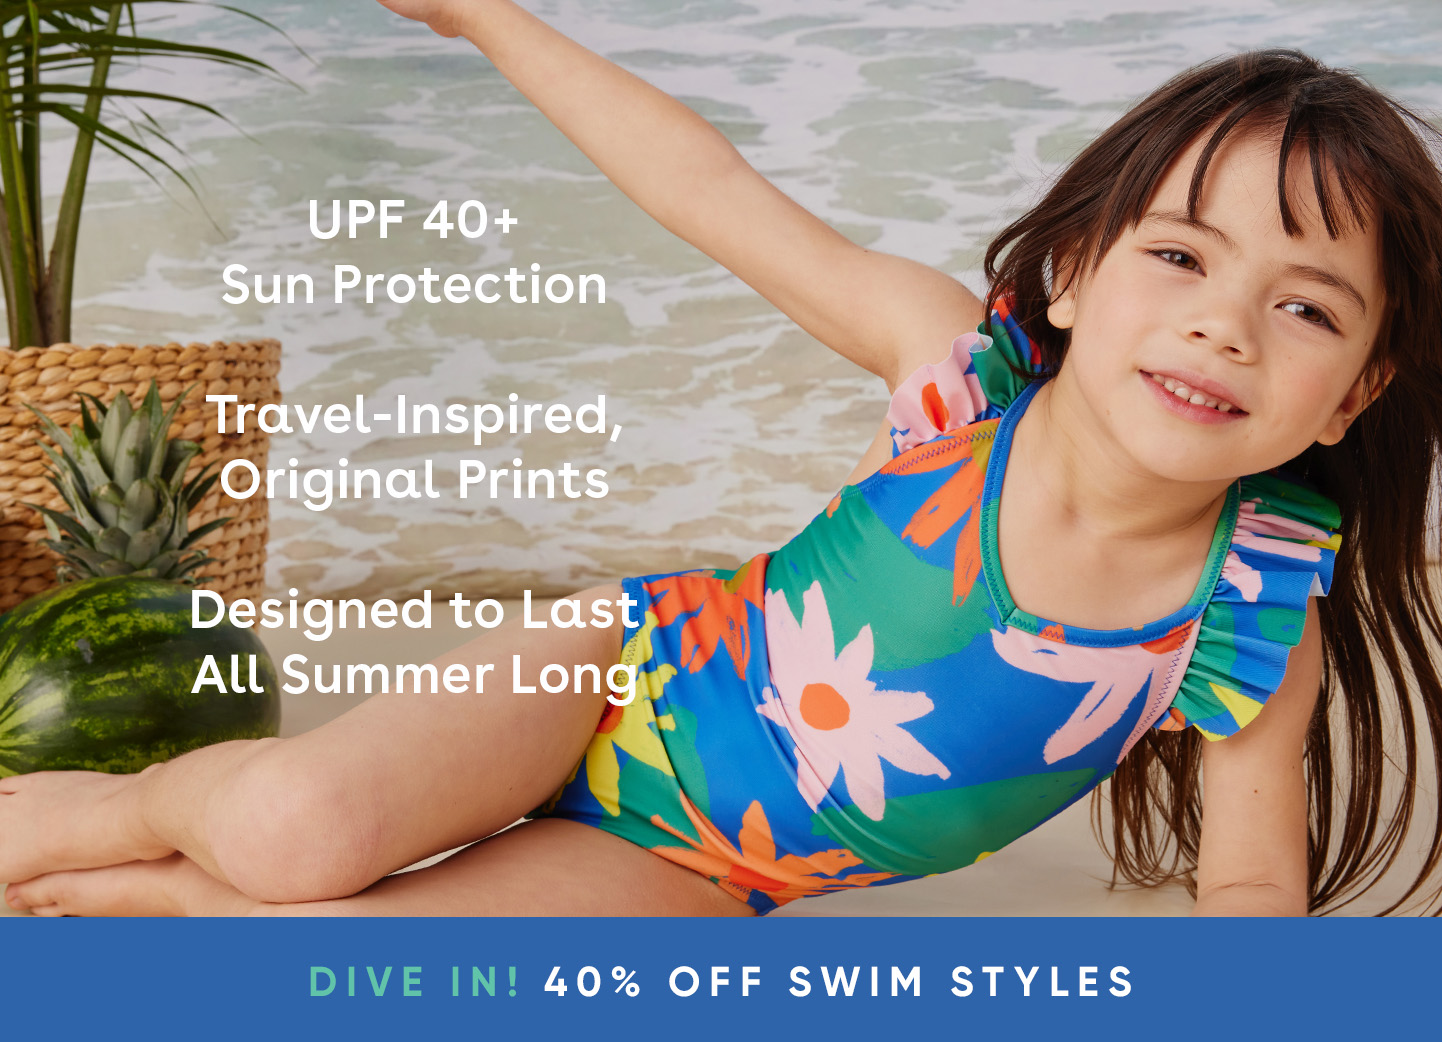 UPF 40+
Sun Protection
Travel-Inspired,
Original Prints
Designed to Last
All Summer Long
DIVE IN! 40% OFF SWIM STYLES